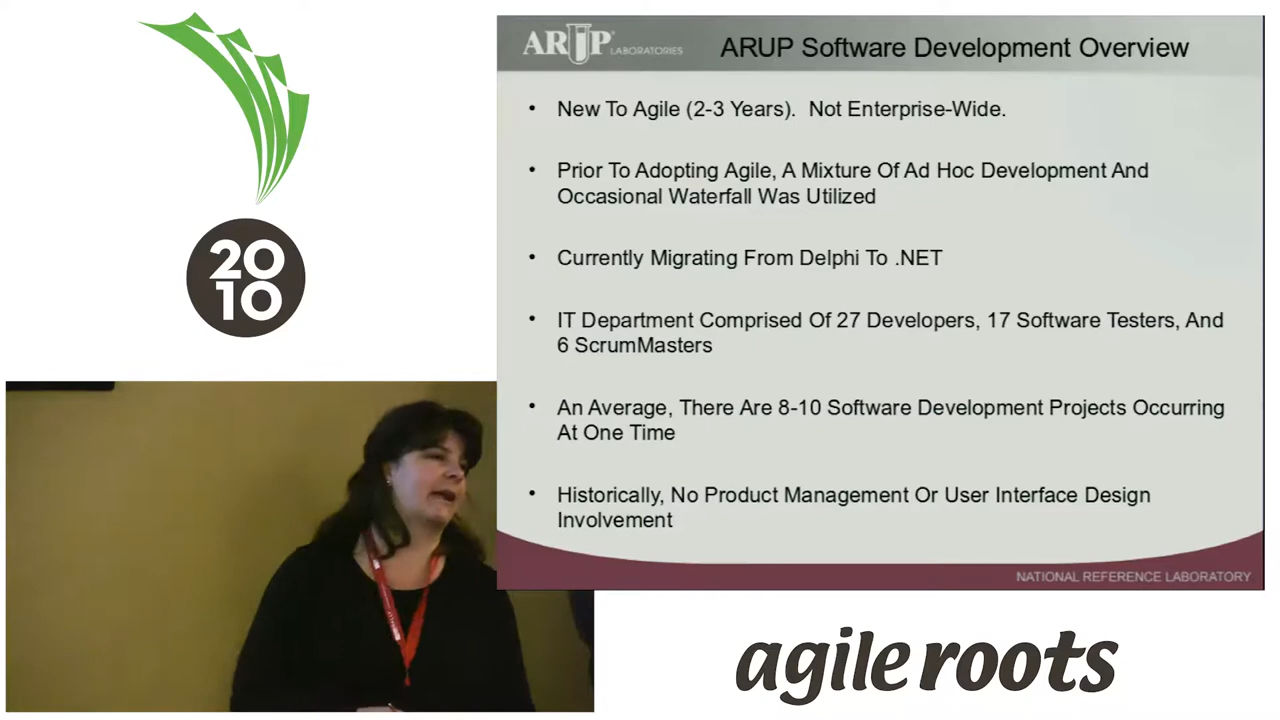 20
10
ARUP LABORATORIES
ARUP Software Development Overview
• New To Agile (2-3 Years). Not Enterprise-Wide.
• Prior To Adopting Agile, A Mixture Of Ad Hoc Development And
Occasional Waterfall Was Utilized
• Currently Migrating From Delphi To .NET
• IT Department Comprised Of 27 Developers, 17 Software Testers, And
6 ScrumMasters
• An Average, There Are 8-10 Software Development Projects Occurring
At One Time
• Historically, No Product Management Or User Interface Design
Involvement
NATIONAL REFERENCE LABORATORY
agile roots